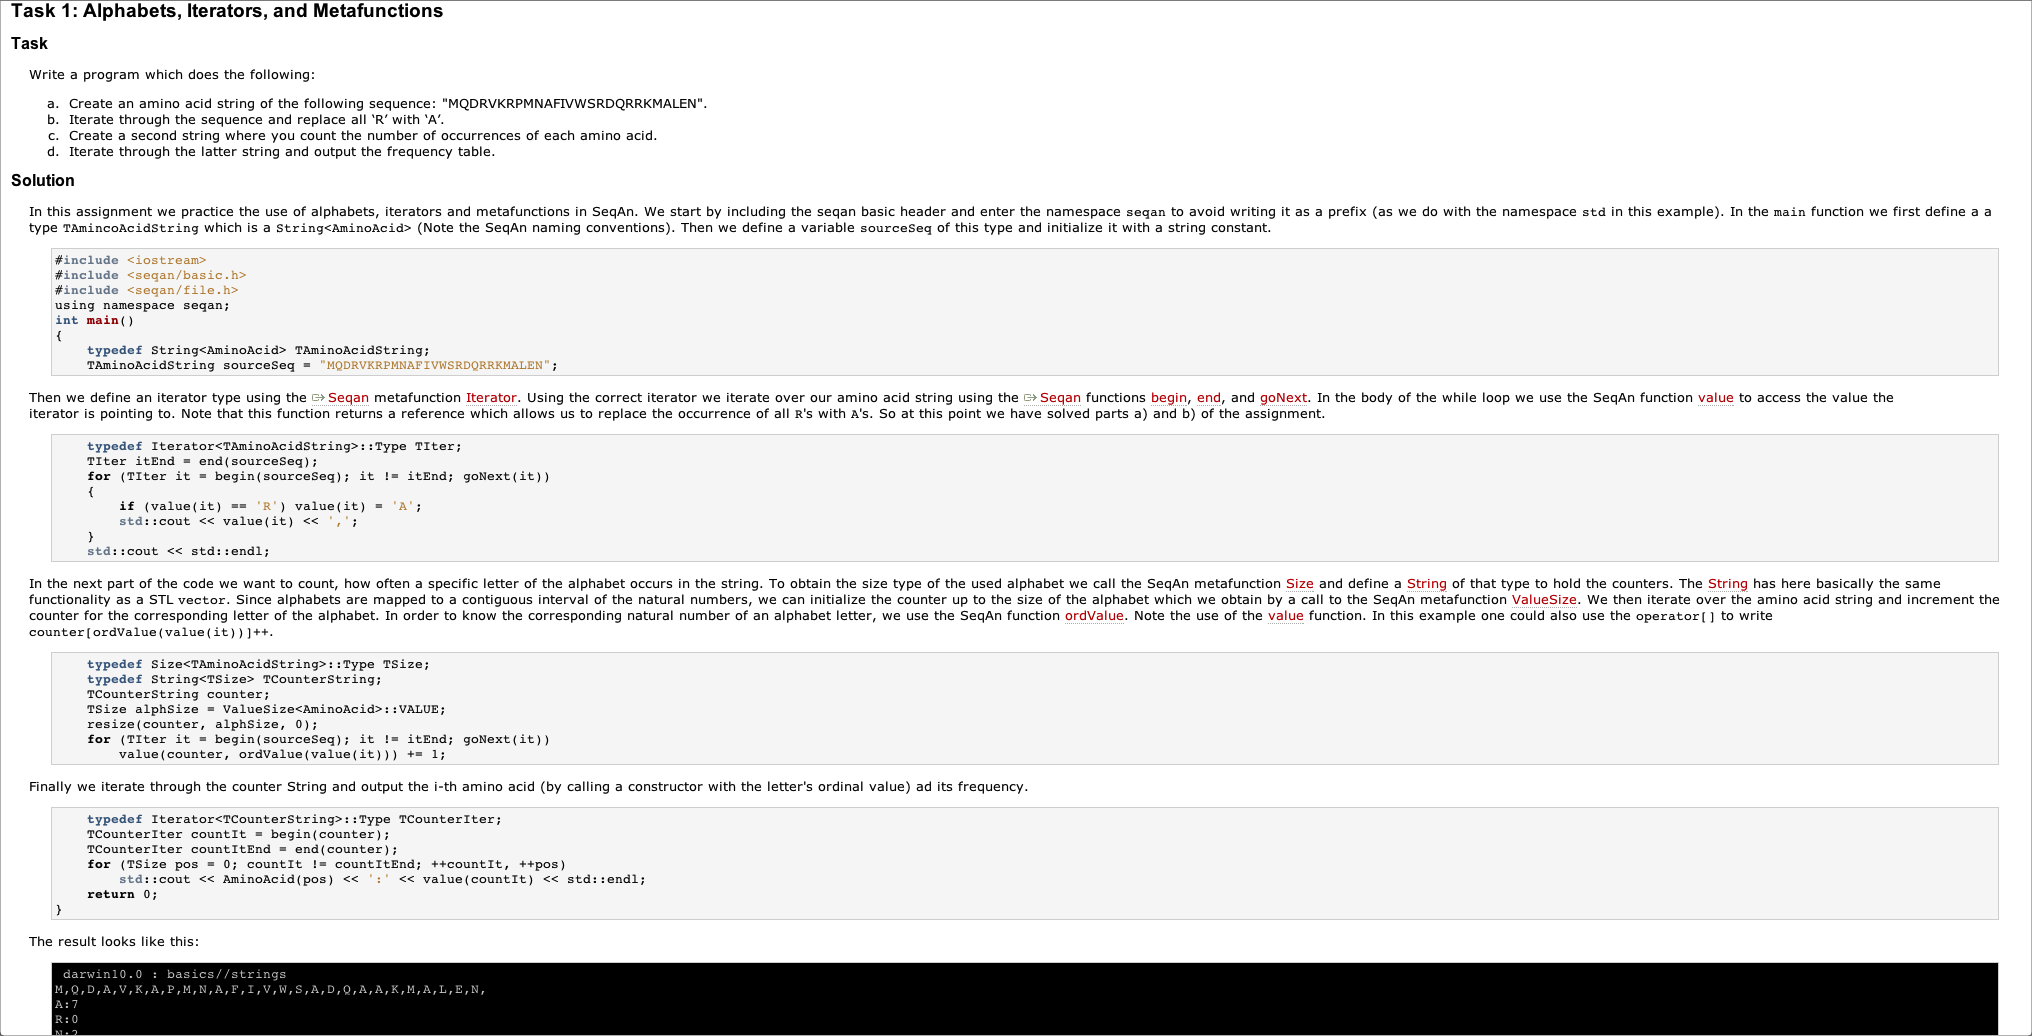 Task 1: Alphabets, Iterators, and Metafunctions
Task
Write a program which does the following:
a. Create an amino acid string of the following sequence: "MQDRVKRPMNAFIVWSRDQRRKMALEN".
b. Iterate through the sequence and replace all ‘R’ with ‘A’.
c. Create a second string where you count the number of occurrences of each amino acid.
d. Iterate through the latter string and output the frequency table.
Solution
In this assignment we practice the use of alphabets, iterators and metafunctions in SeqAn. We start by including the seqan basic header and enter the namespace seqan to avoid writing it as a prefix (as we do with the namespace std in this example). In the main function we first define a a
type TAmincoAcidString which is a String<AminoAcid> (Note the SeqAn naming conventions). Then we define a variable sourceSeq of this type and initialize it with a string constant.
#include <iostream>
#include <seqan/basic.h>
#include <seqan/file.h>
using namespace seqan;
int main()
{
    typedef String<AminoAcid> TAminoAcidString;
    TAminoAcidString sourceSeq = "MQDRVKRPMNAFIVWSRDQRRKMALEN";
Then we define an iterator type using the Seqan metafunction Iterator. Using the correct iterator we iterate over our amino acid string using the Seqan functions begin, end, and goNext. In the body of the while loop we use the SeqAn function value to access the value the
iterator is pointing to. Note that this function returns a reference which allows us to replace the occurrence of all R's with A's. So at this point we have solved parts a) and b) of the assignment.
    typedef Iterator<TAminoAcidString>::Type TIter;
    TIter itEnd = end(sourceSeq);
    for (TIter it = begin(sourceSeq); it != itEnd; goNext(it))
    {
        if (value(it) == 'R') value(it) = 'A';
        std::cout << value(it) << ',';
    }
    std::cout << std::endl;
In the next part of the code we want to count, how often a specific letter of the alphabet occurs in the string. To obtain the size type of the used alphabet we call the SeqAn metafunction Size and define a String of that type to hold the counters. The String has here basically the same
functionality as a STL vector. Since alphabets are mapped to a contiguous interval of the natural numbers, we can initialize the counter up to the size of the alphabet which we obtain by a call to the SeqAn metafunction ValueSize. We then iterate over the amino acid string and increment the
counter for the corresponding letter of the alphabet. In order to know the corresponding natural number of an alphabet letter, we use the SeqAn function ordValue. Note the use of the value function. In this example one could also use the operator[] to write
counter[ordValue(value(it))]++.
    typedef Size<TAminoAcidString>::Type TSize;
    typedef String<TSize> TCounterString;
    TCounterString counter;
    TSize alphSize = ValueSize<AminoAcid>::VALUE;
    resize(counter, alphSize, 0);
    for (TIter it = begin(sourceSeq); it != itEnd; goNext(it))
        value(counter, ordValue(value(it))) += 1;
Finally we iterate through the counter String and output the i-th amino acid (by calling a constructor with the letter's ordinal value) ad its frequency.
    typedef Iterator<TCounterString>::Type TCounterIter;
    TCounterIter countIt = begin(counter);
    TCounterIter countItEnd = end(counter);
    for (TSize pos = 0; countIt != countItEnd; ++countIt, ++pos)
        std::cout << AminoAcid(pos) << ':' << value(countIt) << std::endl;
    return 0;
}
The result looks like this:
darwin10.0 : basics//strings
M,Q,D,A,V,K,A,P,M,N,A,F,I,V,W,S,A,D,Q,A,A,K,M,A,L,E,N,
A:7
R:0
N:2